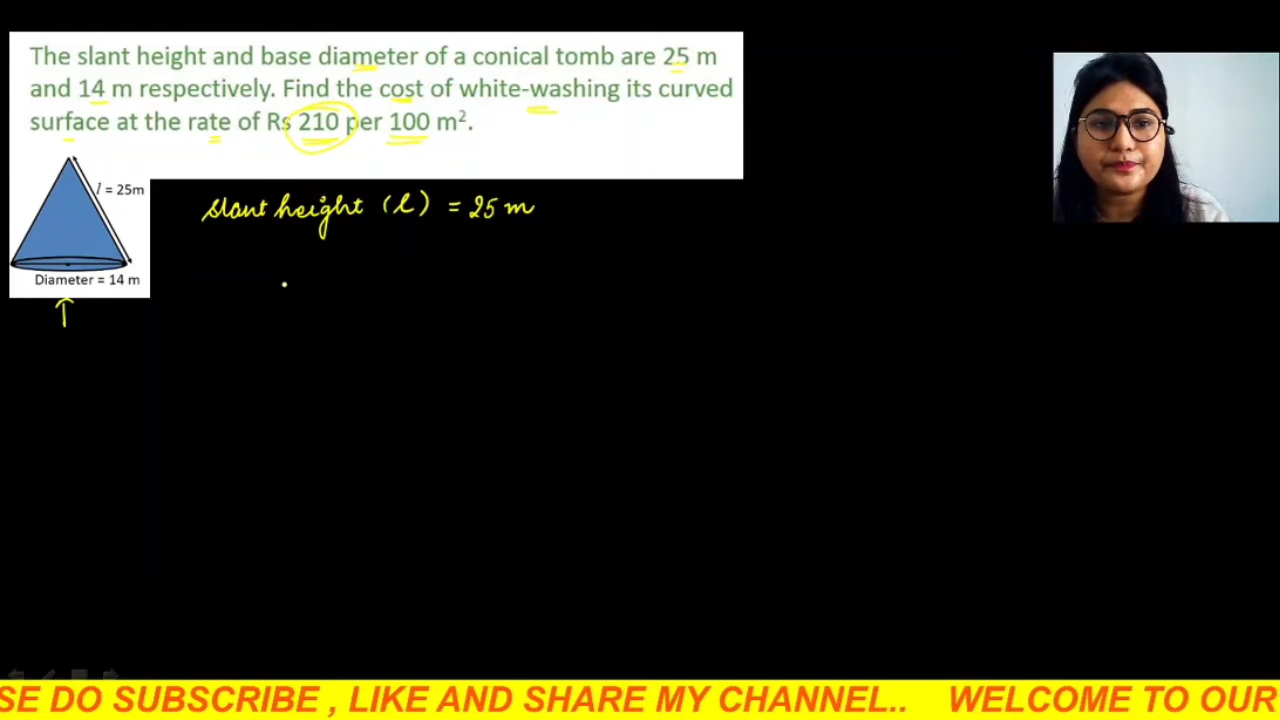 The slant height and base diameter of a conical tomb are 25 m
and 14 m respectively. Find the cost of white-washing its curved
surface at the rate of Rs 210 per 100 m².
l = 25m
slant height (l) = 25 m
Diameter = 14 m
SE DO SUBSCRIBE , LIKE AND SHARE MY CHANNEL.. WELCOME TO OUR